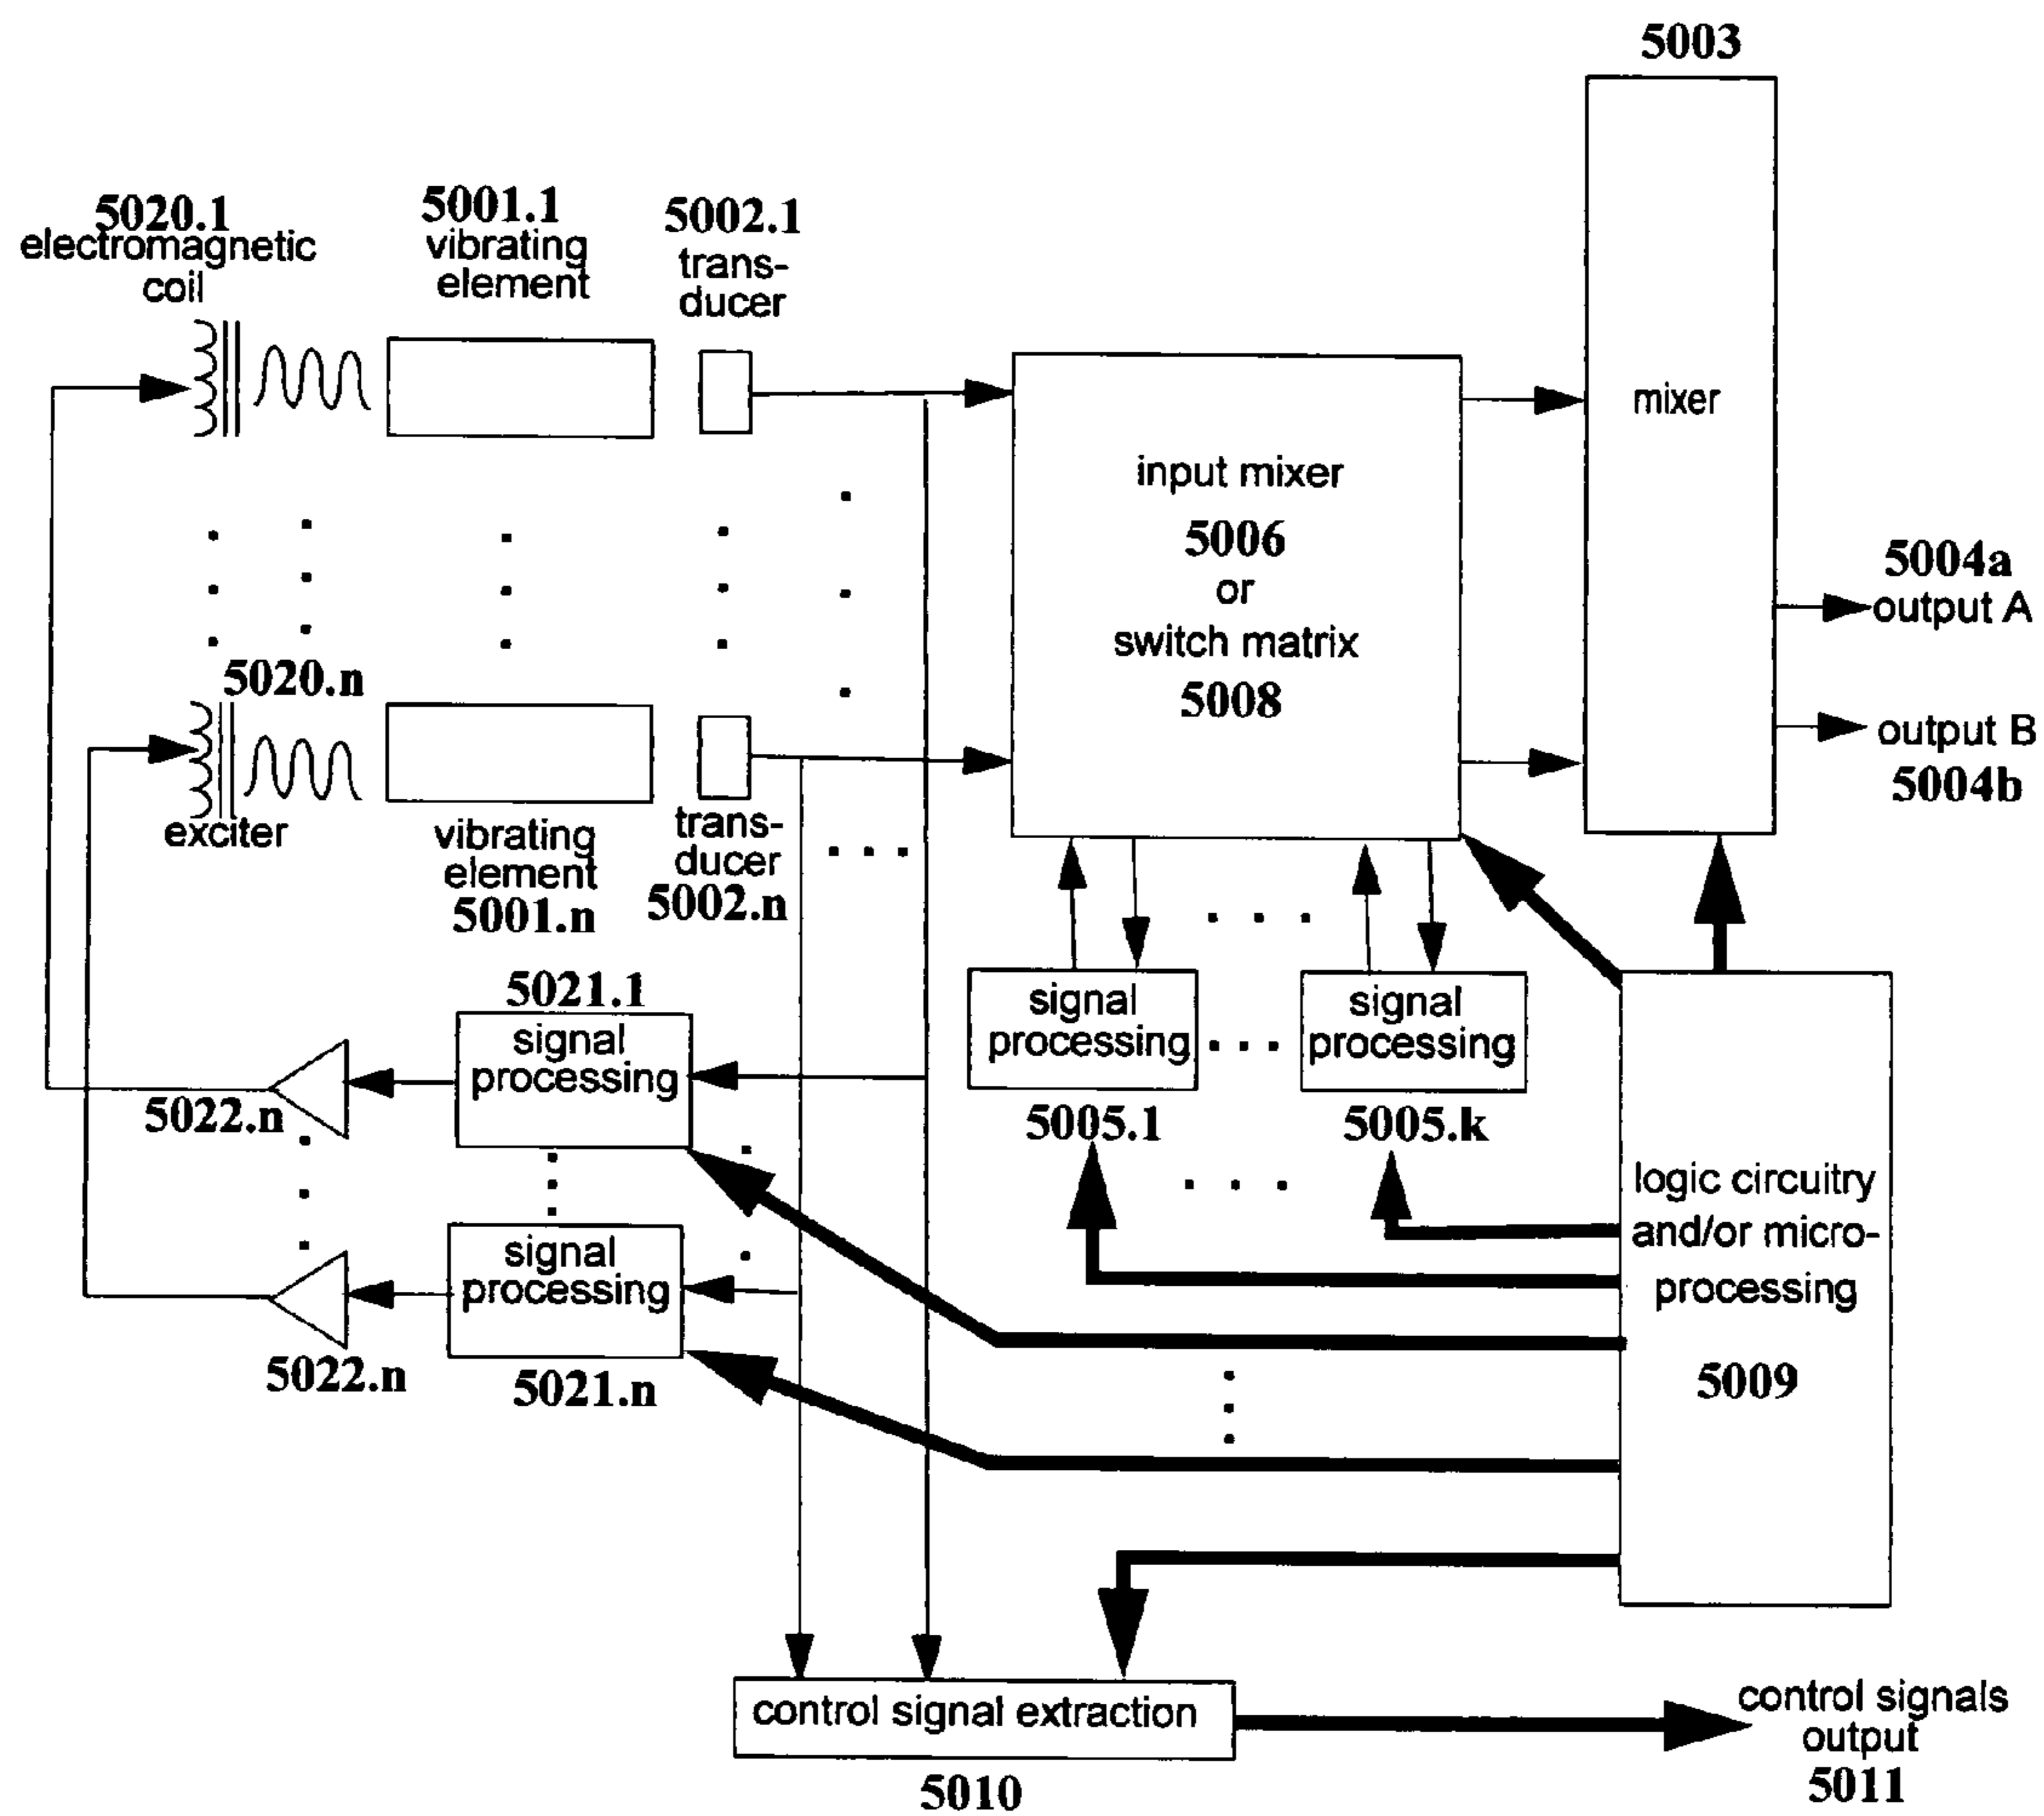 5003
5020.1
electromagnetic
coil
5001.1
vibrating
element
5002.1
trans-
ducer
mixer
input mixer
5006
or
switch matrix
5008
5004a
output A
output B
5004b
5020.n
exciter
vibrating
element
5001.n
trans-
ducer
5002.n
5021.1
signal
processing
5022.n
signal
processing
5021.n
5022.n
signal
processing
5005.1
signal
processing
5005.k
logic circuitry
and/or micro-
processing
5009
control signal extraction
5010
control signals
output
5011